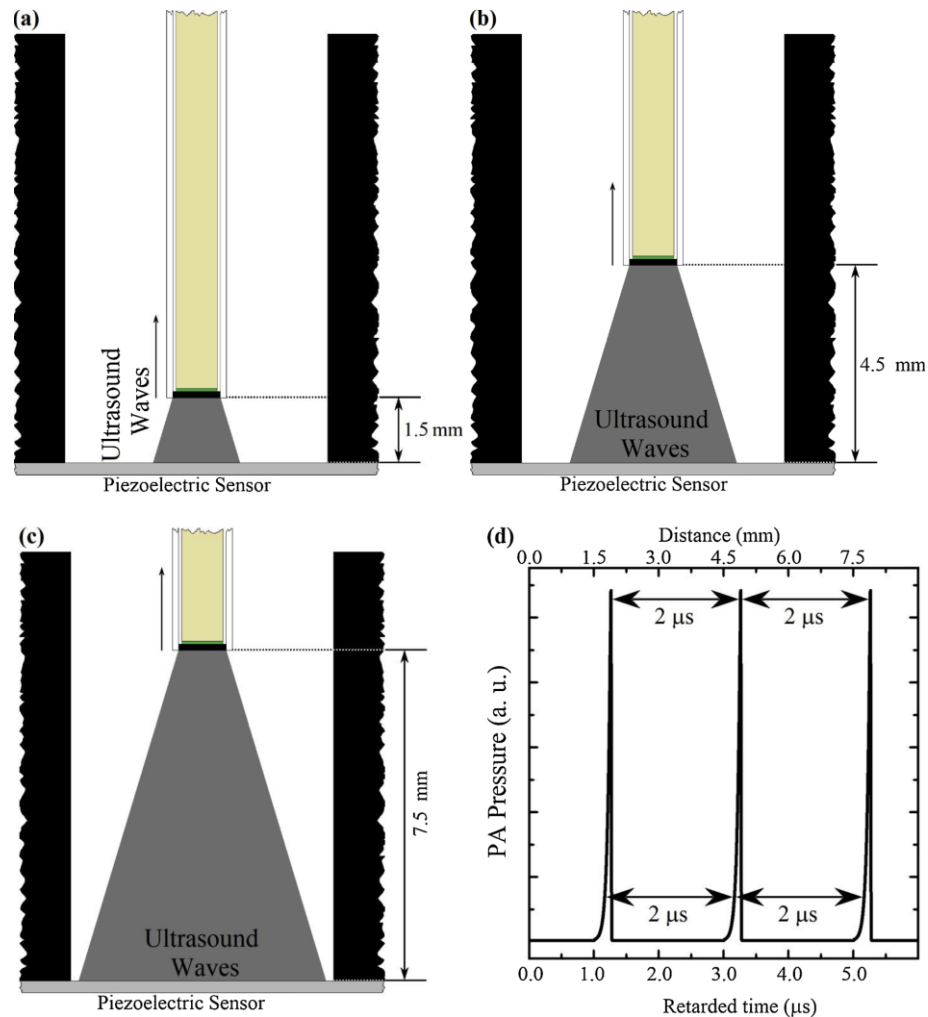 (a)
Ultrasound
Waves
1.5 mm
Piezoelectric Sensor
(b)
4.5 mm
Ultrasound
Waves
Piezoelectric Sensor
(c)
7.5 mm
Ultrasound
Waves
Piezoelectric Sensor
(d)
Distance (mm)
0.0 1.5 3.0 4.5 6.0 7.5
2 μs 2 μs
PA Pressure (a. u.)
2 μs 2 μs
0.0 1.0 2.0 3.0 4.0 5.0
Retarded time (μs)